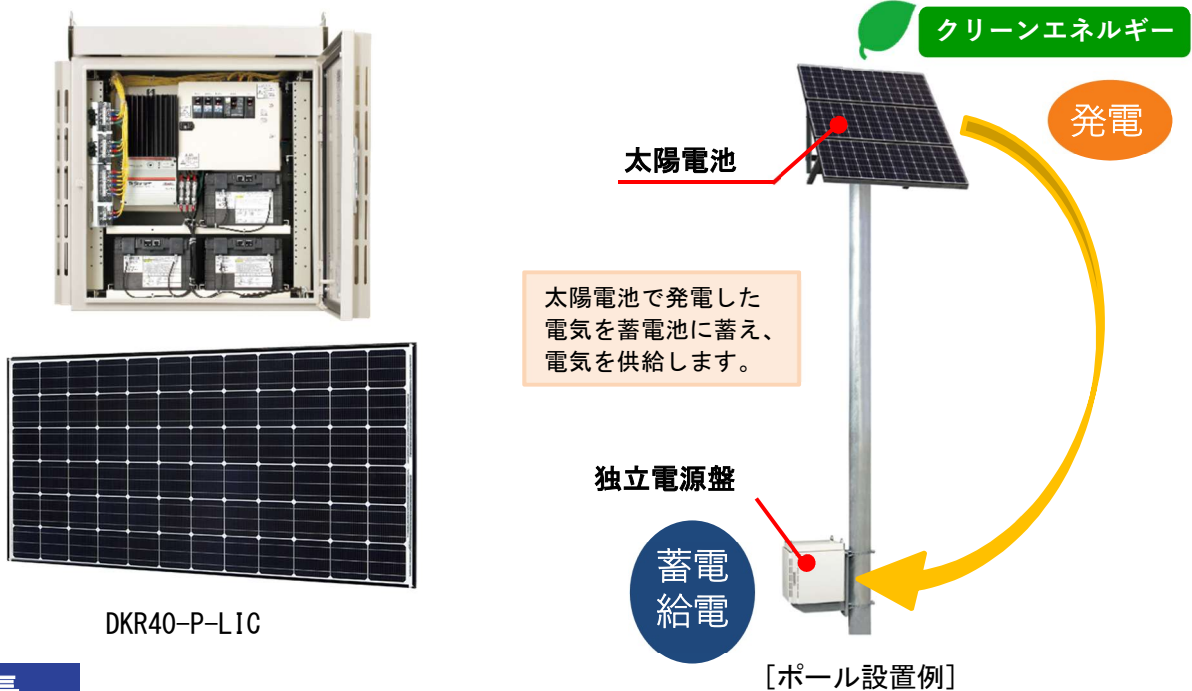 クリーンエネルギー
発電
太陽電池
太陽電池で発電した
電気を蓄電池に蓄え、
電気を供給します。
独立電源盤
蓄電
給電
DKR40-P-LIC
[ポール設置例]